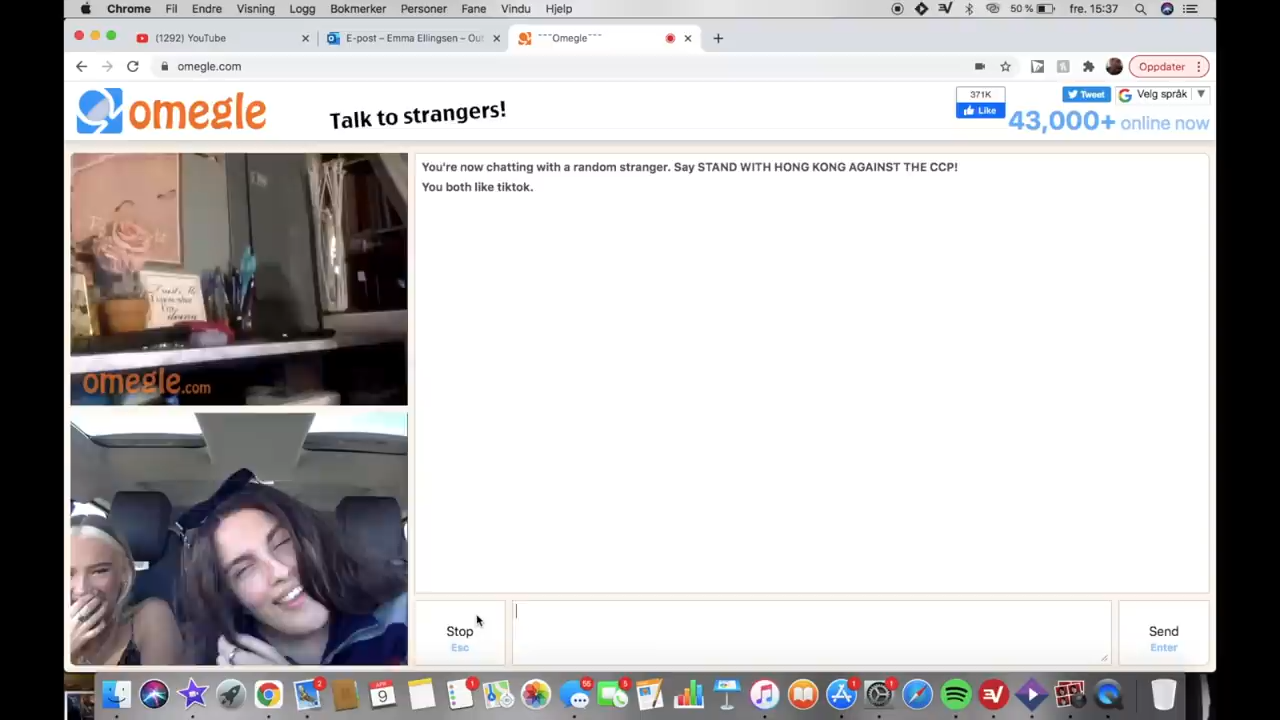 Chrome Fil Endre Visning Logg Bokmerker Personer Fane Vindu Hjelp 50 % fre. 15:37
(1292) YouTube E-post – Emma Ellingsen – Out ˜˜˜Omegle˜˜˜
omegle.com Oppdater
omegle Talk to strangers! 371K Like Tweet G Velg språk
43,000+ online now
You're now chatting with a random stranger. Say STAND WITH HONG KONG AGAINST THE CCP!
You both like tiktok.
omegle.com
Stop
Esc
Send
Enter
9